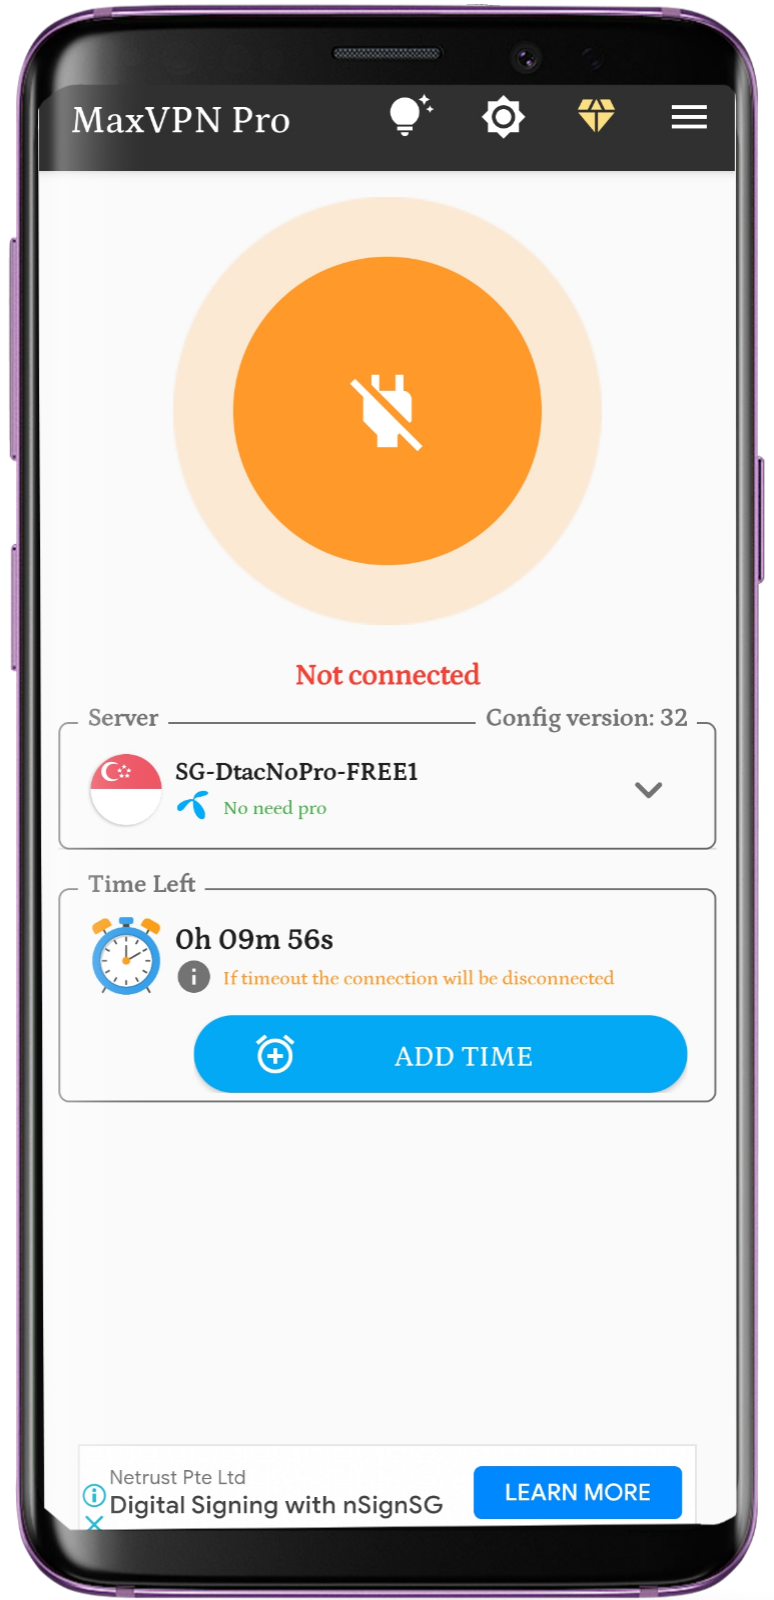 MaxVPN Pro
Not connected
Server
Config version: 32
SG-DtacNoPro-FREE1
No need pro
Time Left
0h 09m 56s
If timeout the connection will be disconnected
ADD TIME
Netrust Pte Ltd
Digital Signing with nSignSG
LEARN MORE